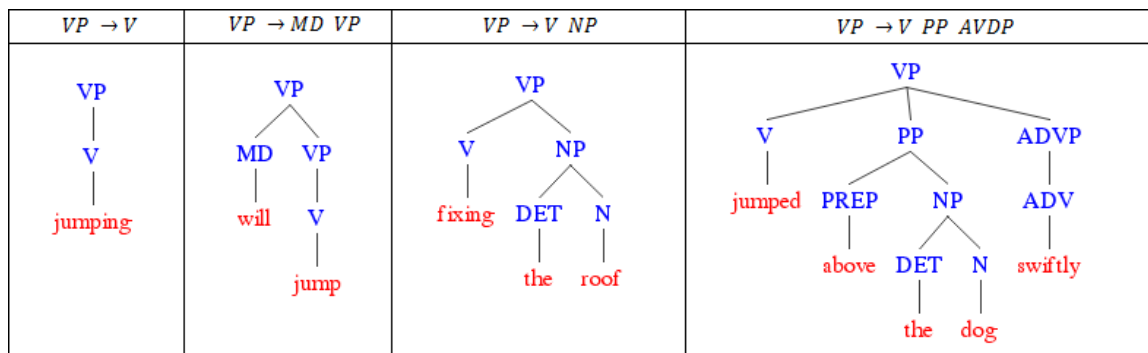 VP → V VP → MD VP VP → V NP VP → V PP AVDP
VP
VP VP VP
V PP ADVP
V MD VP V NP
jumped PREP NP ADV
jumping will V fixing DET N
above DET N swiftly
jump the roof
the dog